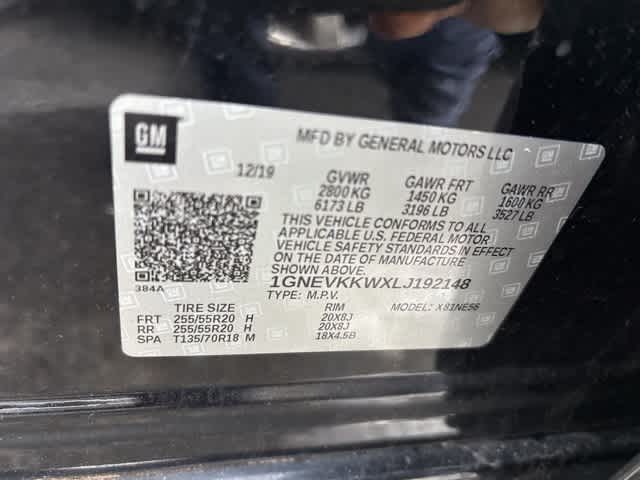 GM
MFD BY GENERAL MOTORS LLC
12/19
GVWR GAWR FRT GAWR RR
2800 KG 1450 KG 1600 KG
6173 LB 3196 LB 3527 LB
THIS VEHICLE CONFORMS TO ALL
APPLICABLE U.S. FEDERAL MOTOR
VEHICLE SAFETY STANDARDS IN EFFECT
ON THE DATE OF MANUFACTURE
SHOWN ABOVE.
384A
1GNEVKKWXLJ192148
TYPE: M.P.V. MODEL: X81NE56
TIRE SIZE RIM
FRT 255/55R20 H 20X8J
RR 255/55R20 H 20X8J
SPA T135/70R18 M 18X4.5B